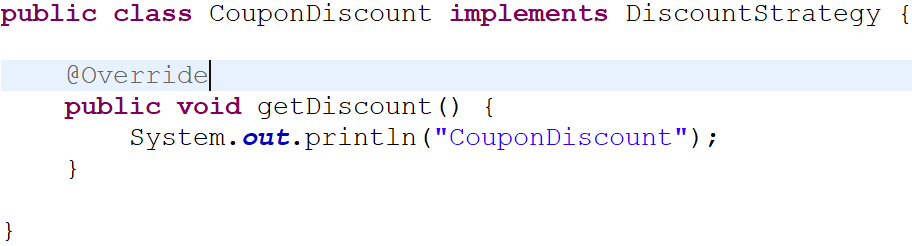 public class CouponDiscount implements DiscountStrategy {
@Override
public void getDiscount() {
System.out.println("CouponDiscount");
}
}